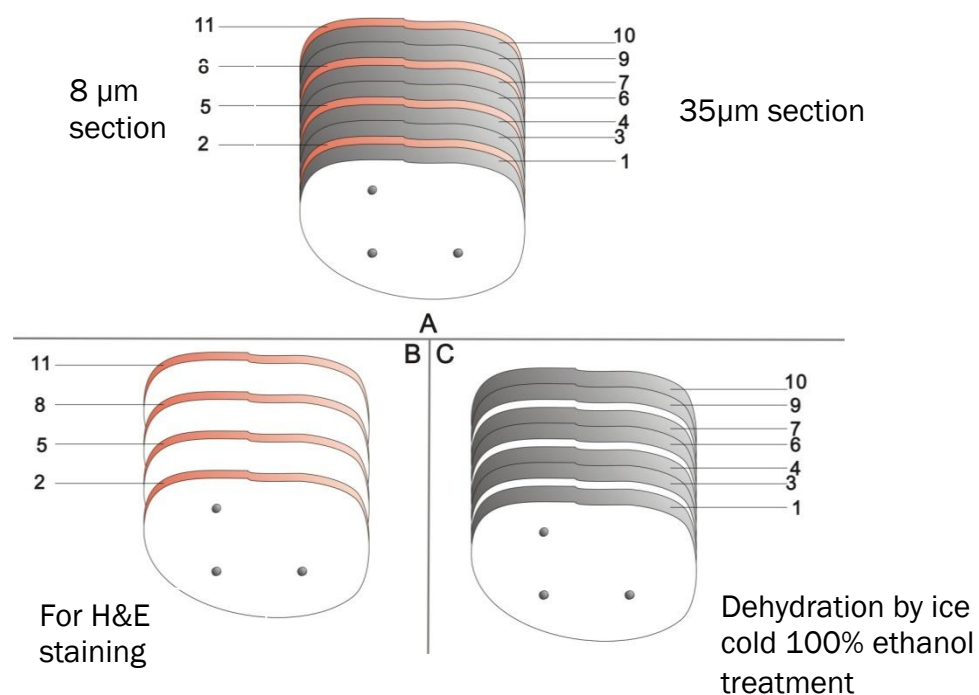 11
8
5
2
8 µm
section
10
9
7
6
4
3
1
35µm section
A
B
C
11
8
5
2
10
9
7
6
4
3
1
For H&E
staining
Dehydration by ice
cold 100% ethanol
treatment